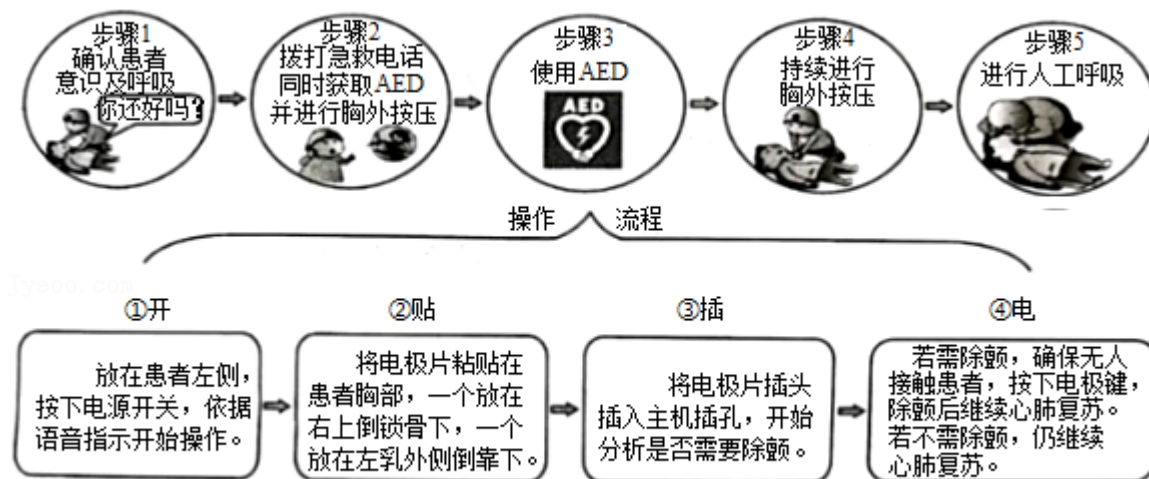 步骤1
确认患者
意识及呼吸
你还好吗?
步骤2
拨打急救电话
同时获取AED
并进行胸外按压
步骤3
使用AED
AED
步骤4
持续进行
胸外按压
步骤5
进行人工呼吸
操作 流程
Jyeoo.com
①开
放在患者左侧，
按下电源开关，依据
语音指示开始操作。
②贴
将电极片粘贴在
患者胸部，一个放在
右上倒锁骨下，一个
放在左乳外侧倒靠下。
③插
将电极片插头
插入主机插孔，开始
分析是否需要除颤。
④电
若需除颤，确保无人
接触患者，按下电极键，
除颤后继续心肺复苏。
若不需除颤，仍继续
心肺复苏。